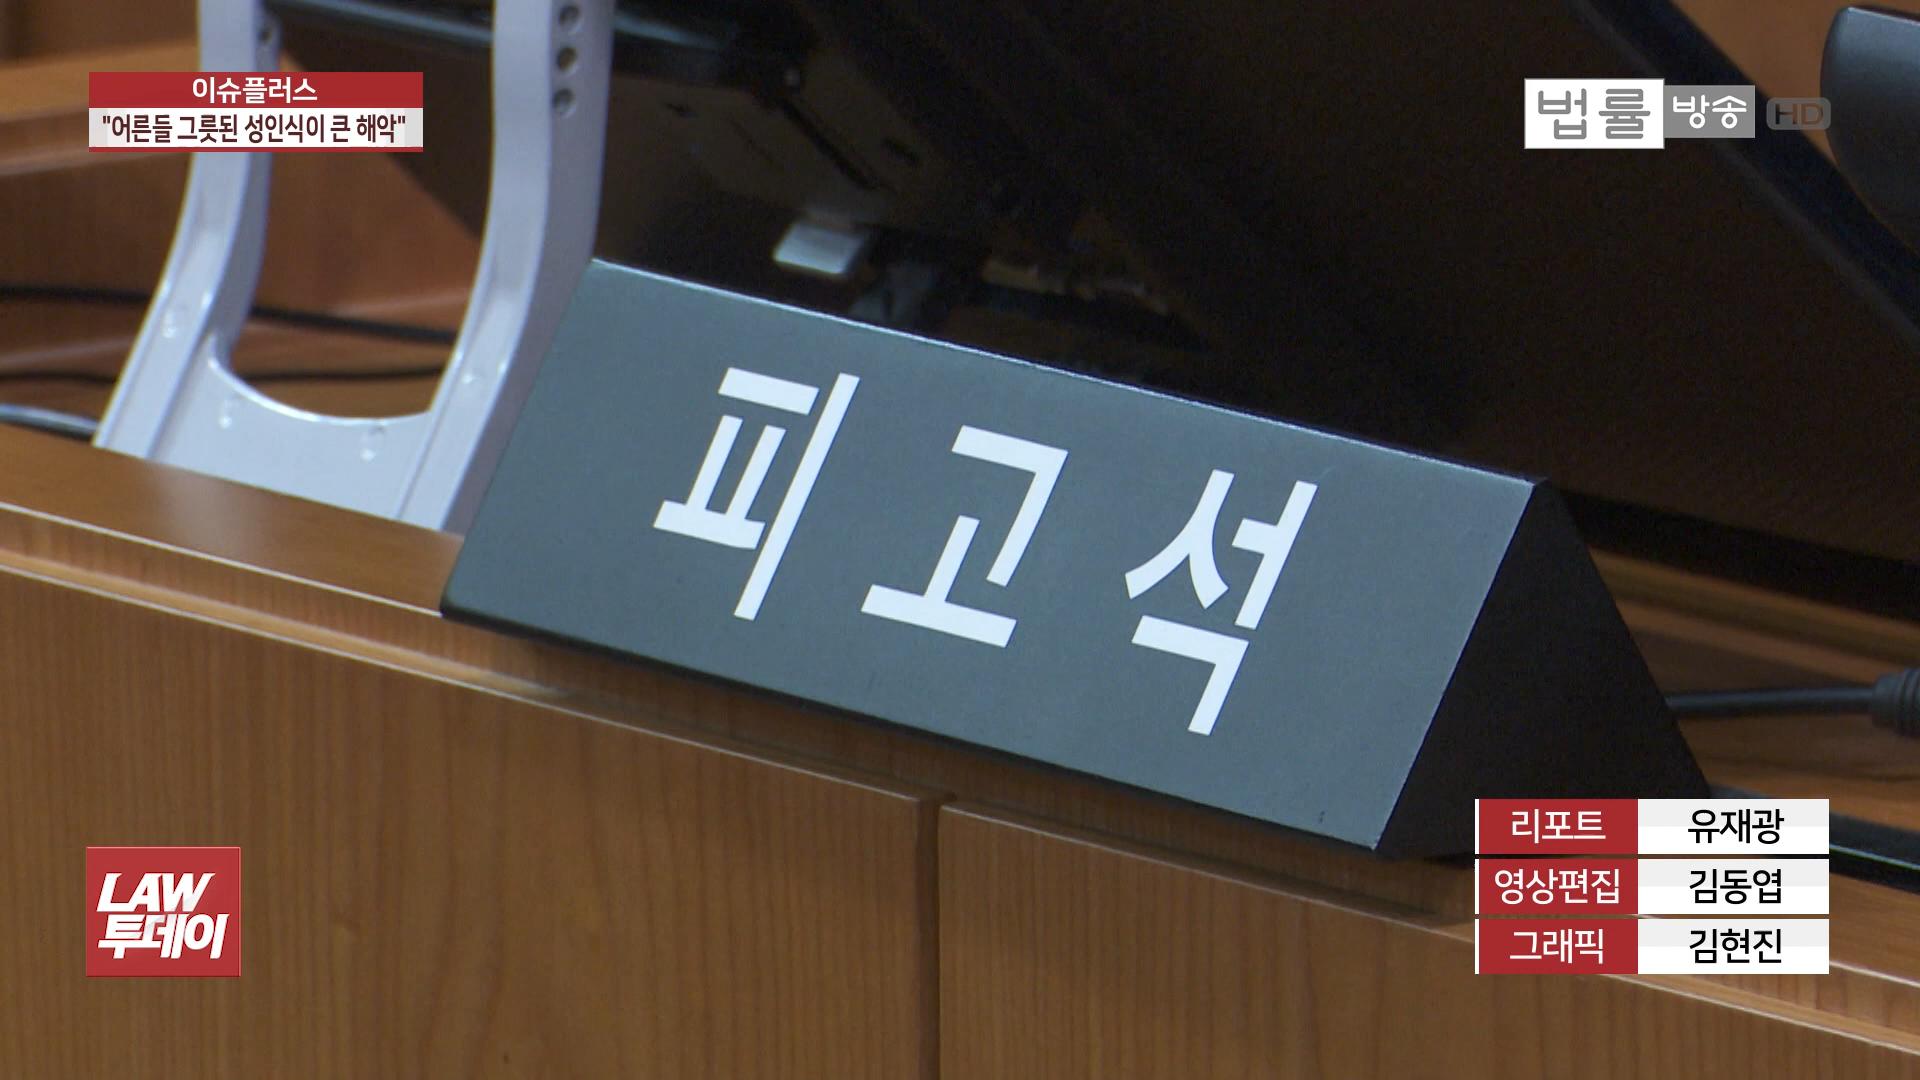 이슈플러스
"어른들 그릇된 성인식이 큰 해악"
법률방송 HD
피고석
리포트 유재광
영상편집 김동엽
그래픽 김현진
LAW
투데이